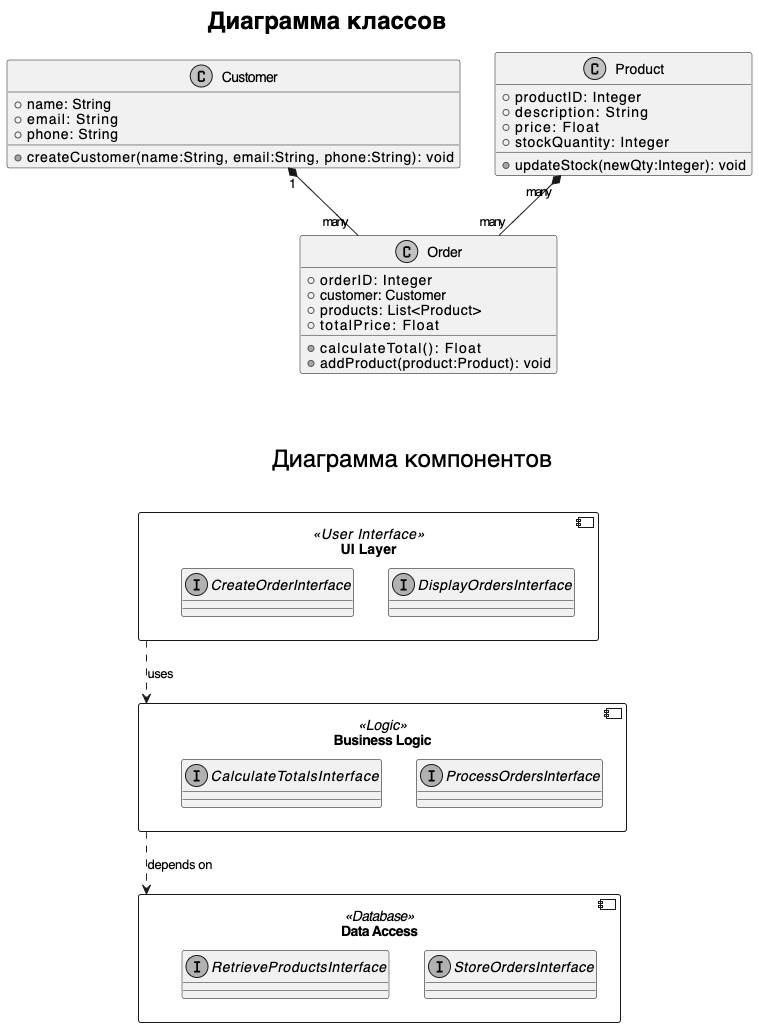 Диаграмма классов
C Customer
name: String
email: String
phone: String
createCustomer(name:String, email:String, phone:String): void
C Product
productID: Integer
description: String
price: Float
stockQuantity: Integer
updateStock(newQty:Integer): void
1
many
many
many
C Order
orderID: Integer
customer: Customer
products: List<Product>
totalPrice: Float
calculateTotal(): Float
addProduct(product:Product): void
Диаграмма компонентов
«User Interface»
UI Layer
I CreateOrderInterface
I DisplayOrdersInterface
uses
«Logic»
Business Logic
I CalculateTotalsInterface
I ProcessOrdersInterface
depends on
«Database»
Data Access
I RetrieveProductsInterface
I StoreOrdersInterface